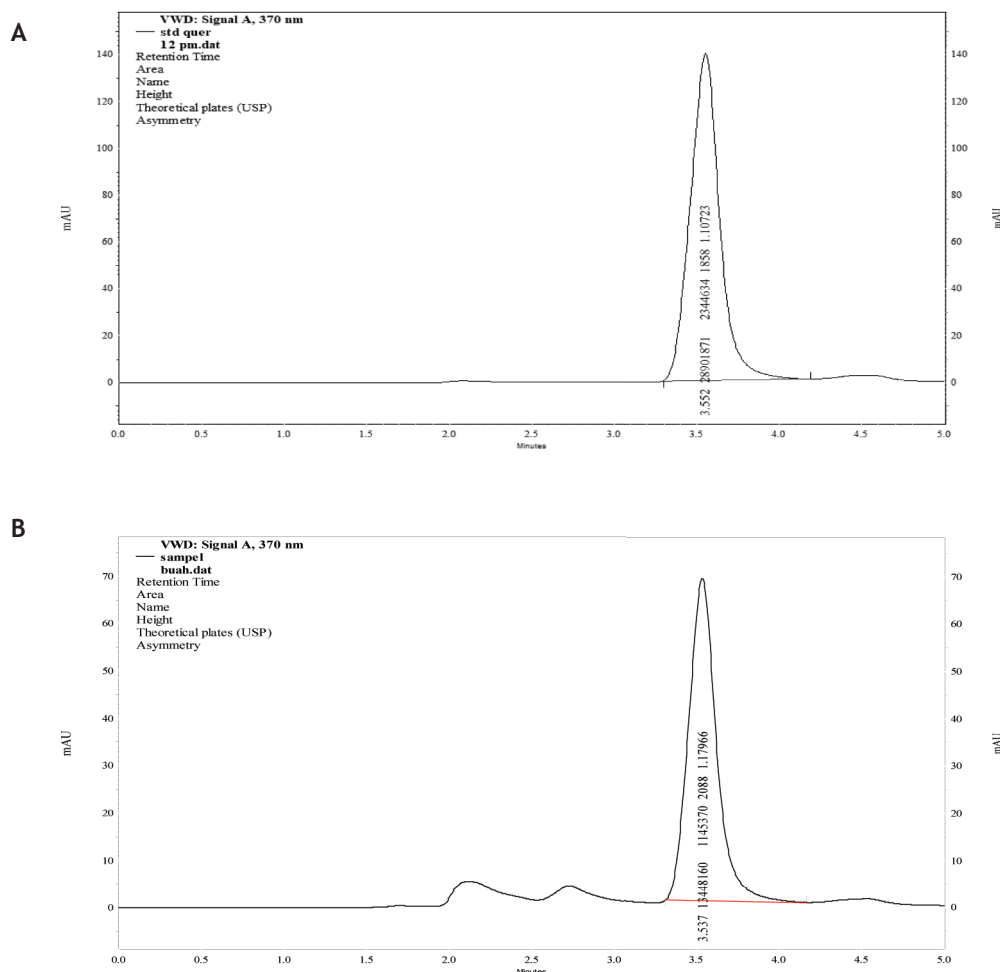 A
VWD: Signal A, 370 nm
std quer
12 pm.dat
Retention Time
Area
Name
Height
Theoretical plates (USP)
Asymmetry
140
120
100
80
60
40
20
0
mAU
140
120
100
80
60
40
20
0
mAU
3.552 28901871 2344634 1858 1.10723
0.0 0.5 1.0 1.5 2.0 2.5 3.0 3.5 4.0 4.5 5.0
Minutes
B
VWD: Signal A, 370 nm
sampel
buah.dat
Retention Time
Area
Name
Height
Theoretical plates (USP)
Asymmetry
70
60
50
40
30
20
10
0
mAU
70
60
50
40
30
20
10
0
mAU
3.537 13448160 1145370 2088 1.17966
0.0 0.5 1.0 1.5 2.0 2.5 3.0 3.5 4.0 4.5 5.0
Minutes